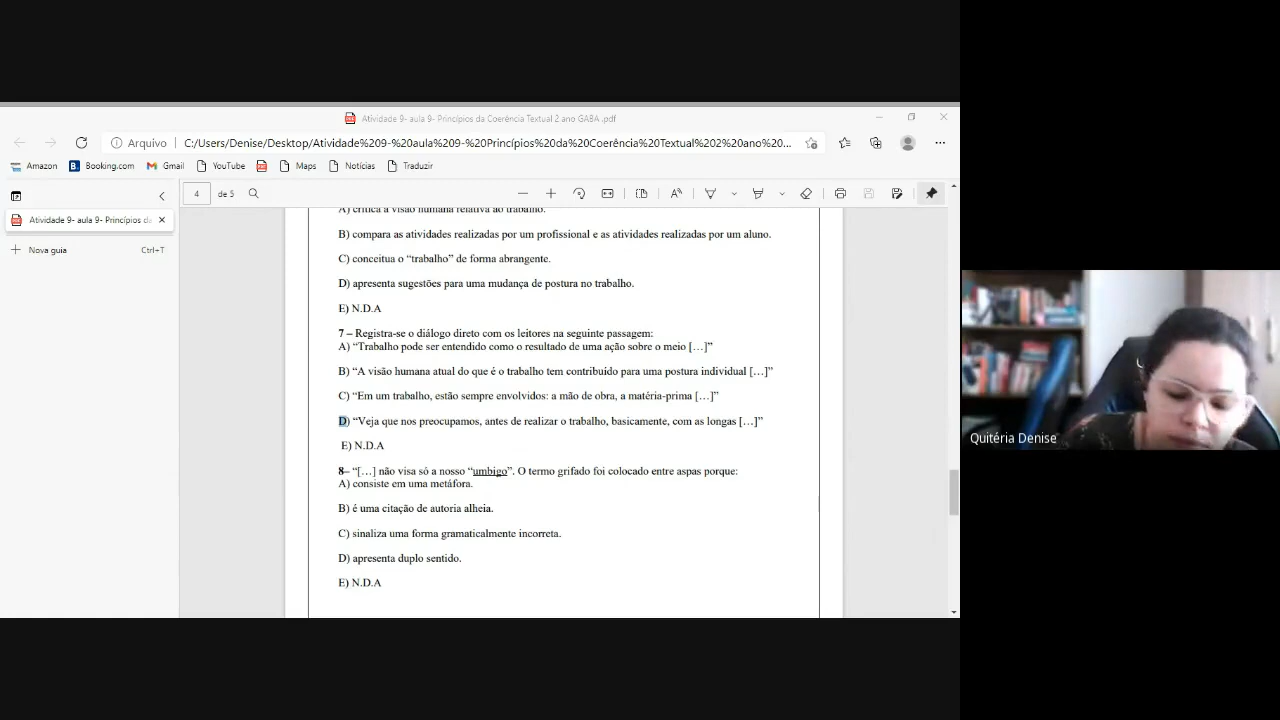 Atividade 9- aula 9- Princípios da Coerência Textual 2 ano GABA .pdf
Arquivo C:/Users/Denise/Desktop/Atividade%209-%20aula%209-%20Princípios%20da%20Coerência%20Textual%202%20ano%20...
Amazon Booking.com Gmail YouTube Maps Notícias Traduzir
4 de 5
Atividade 9- aula 9- Princípios da
Nova guia Ctrl+T
A) critica a visão humana relativa ao trabalho.
B) compara as atividades realizadas por um profissional e as atividades realizadas por um aluno.
C) conceitua o “trabalho” de forma abrangente.
D) apresenta sugestões para uma mudança de postura no trabalho.
E) N.D.A
7 – Registra-se o diálogo direto com os leitores na seguinte passagem:
A) “Trabalho pode ser entendido como o resultado de uma ação sobre o meio […]”
B) “A visão humana atual do que é o trabalho tem contribuído para uma postura individual […]”
C) “Em um trabalho, estão sempre envolvidos: a mão de obra, a matéria-prima […]”
D) “Veja que nos preocupamos, antes de realizar o trabalho, basicamente, com as longas […]”
E) N.D.A
8– “[…] não visa só a nosso “umbigo”. O termo grifado foi colocado entre aspas porque:
A) consiste em uma metáfora.
B) é uma citação de autoria alheia.
C) sinaliza uma forma gramaticalmente incorreta.
D) apresenta duplo sentido.
E) N.D.A
Quitéria Denise